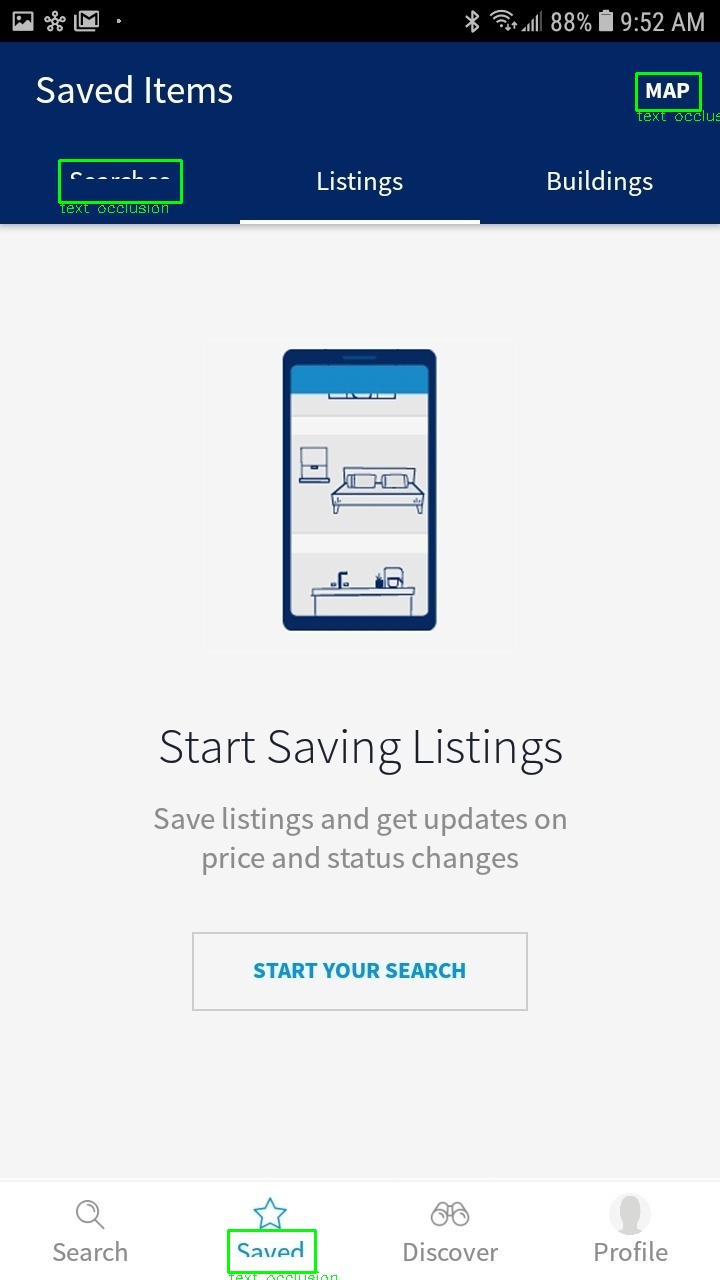 88% 9:52 AM
Saved Items
MAP
text occlus
Searches
Listings
Buildings
text occlusion
Start Saving Listings
Save listings and get updates on
price and status changes
START YOUR SEARCH
Search
Saved
Discover
Profile
text occlusion